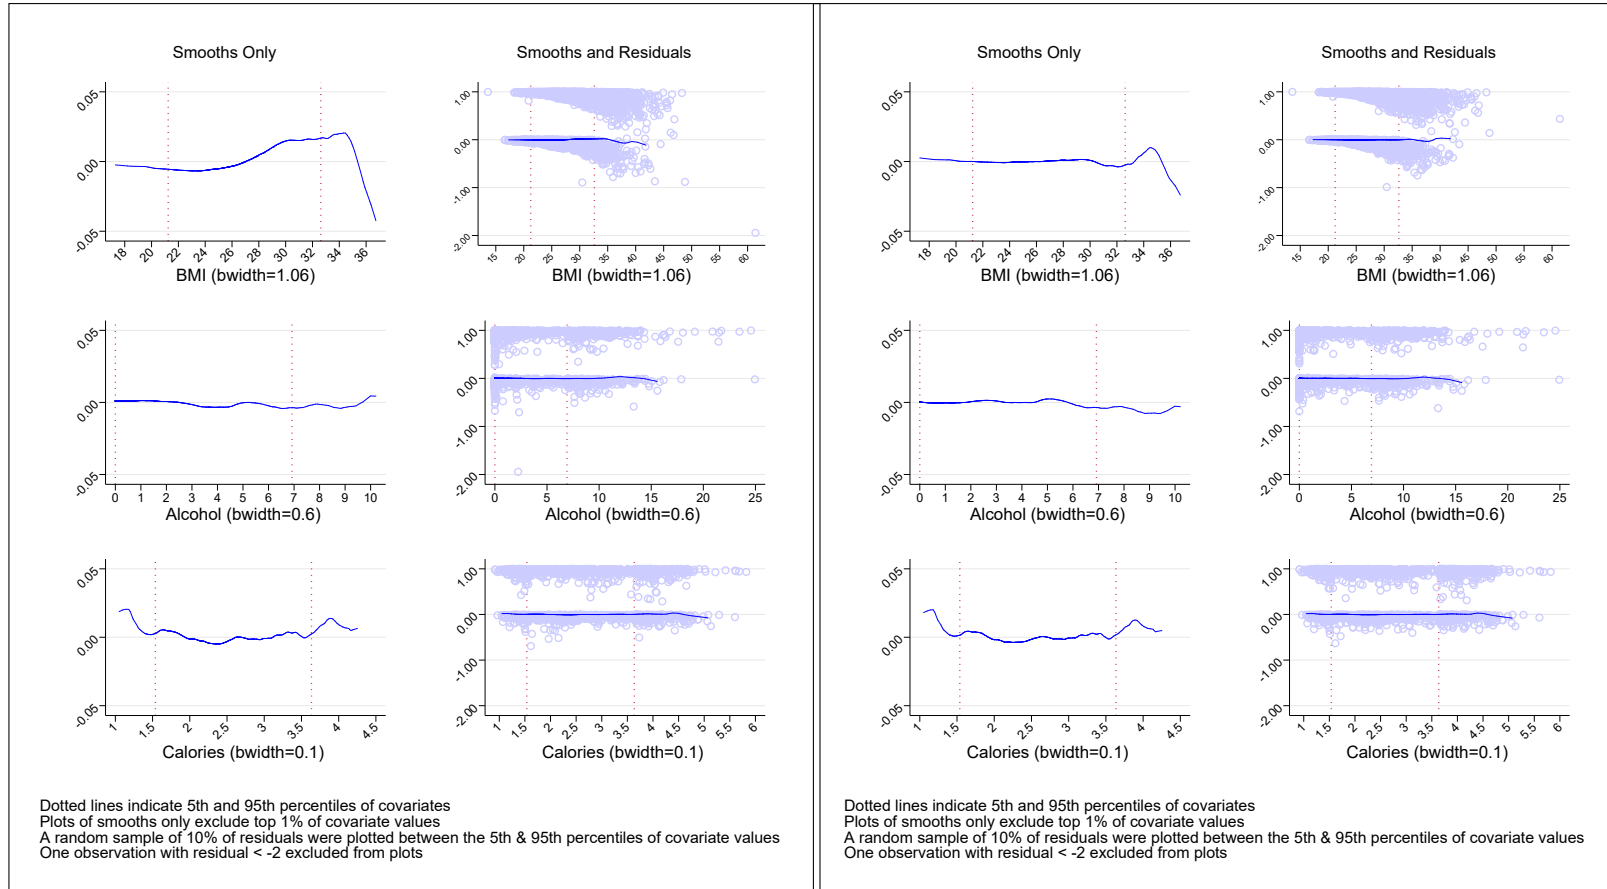 Smooths Only
Smooths and Residuals
0.05
0.00
-0.05
18 20 22 24 26 28 30 32 34 36
BMI (bwidth=1.06)
1.00
0.00
-1.00
-2.00
15 20 25 30 35 40 45 50 55 60
BMI (bwidth=1.06)
0.05
0.00
-0.05
0 1 2 3 4 5 6 7 8 9 10
Alcohol (bwidth=0.6)
1.00
0.00
-1.00
-2.00
0 5 10 15 20 25
Alcohol (bwidth=0.6)
0.05
0.00
-0.05
1 1.5 2 2.5 3 3.5 4 4.5
Calories (bwidth=0.1)
1.00
0.00
-1.00
-2.00
1 1.5 2 2.5 3 3.5 4 4.5 5 5.5 6
Calories (bwidth=0.1)
Dotted lines indicate 5th and 95th percentiles of covariates
Plots of smooths only exclude top 1% of covariate values
A random sample of 10% of residuals were plotted between the 5th & 95th percentiles of covariate values
One observation with residual < -2 excluded from plots
Smooths Only
Smooths and Residuals
0.05
0.00
-0.05
18 20 22 24 26 28 30 32 34 36
BMI (bwidth=1.06)
1.00
0.00
-1.00
-2.00
15 20 25 30 35 40 45 50 55 60
BMI (bwidth=1.06)
0.05
0.00
-0.05
0 1 2 3 4 5 6 7 8 9 10
Alcohol (bwidth=0.6)
1.00
0.00
-1.00
-2.00
0 5 10 15 20 25
Alcohol (bwidth=0.6)
0.05
0.00
-0.05
1 1.5 2 2.5 3 3.5 4 4.5
Calories (bwidth=0.1)
1.00
0.00
-1.00
-2.00
1 1.5 2 2.5 3 3.5 4 4.5 5 5.5 6
Calories (bwidth=0.1)
Dotted lines indicate 5th and 95th percentiles of covariates
Plots of smooths only exclude top 1% of covariate values
A random sample of 10% of residuals were plotted between the 5th & 95th percentiles of covariate values
One observation with residual < -2 excluded from plots